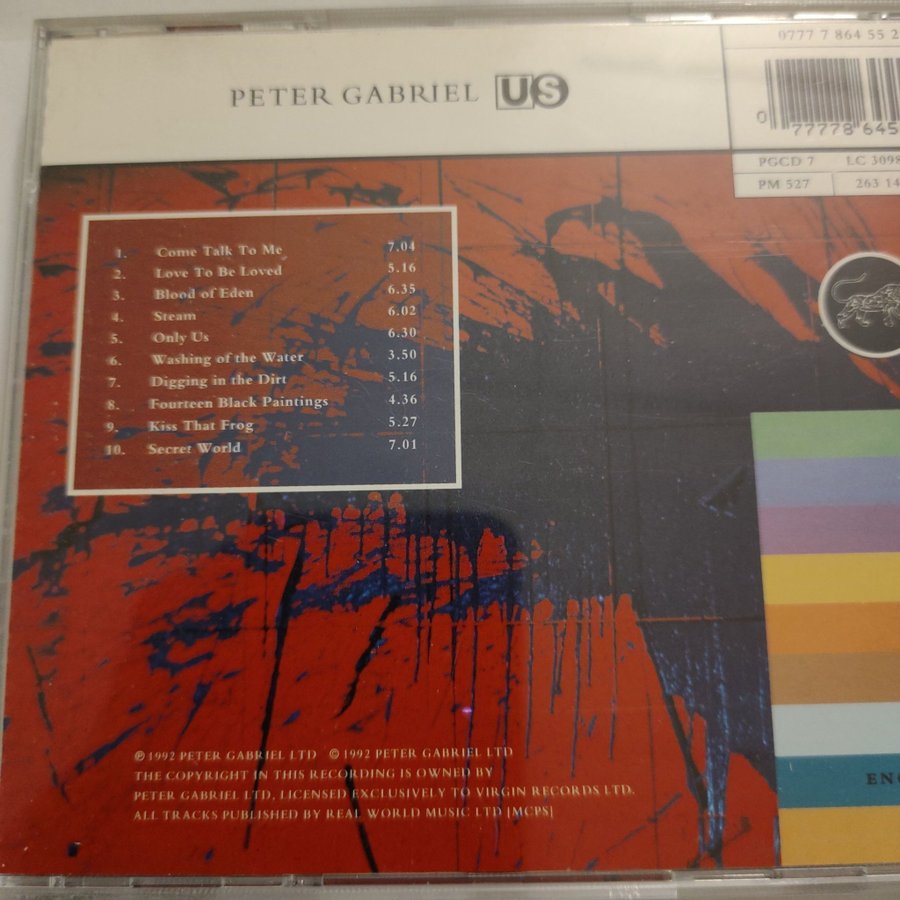 PETER GABRIEL US
0777 7 864 55 2
0 77778 645
PGCD 7 LC 3098
PM 527 263 14
1. Come Talk To Me 7.04
2. Love To Be Loved 5.16
3. Blood of Eden 6.35
4. Steam 6.02
5. Only Us 6.30
6. Washing of the Water 3.50
7. Digging in the Dirt 5.16
8. Fourteen Black Paintings 4.36
9. Kiss That Frog 5.27
10. Secret World 7.01
℗ 1992 PETER GABRIEL LTD © 1992 PETER GABRIEL LTD
THE COPYRIGHT IN THIS RECORDING IS OWNED BY
PETER GABRIEL LTD, LICENSED EXCLUSIVELY TO VIRGIN RECORDS LTD.
ALL TRACKS PUBLISHED BY REAL WORLD MUSIC LTD [MCPS]